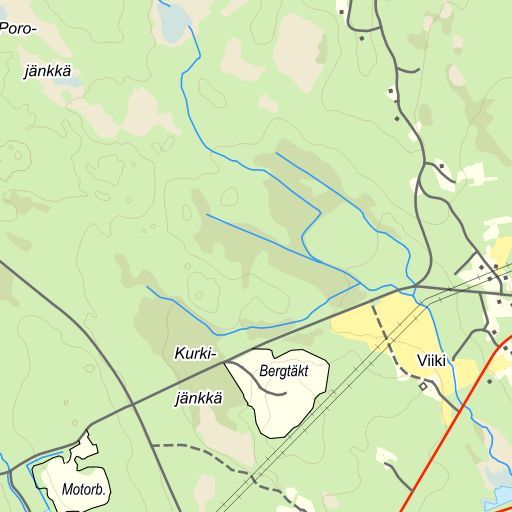 Poro-
jänkkä
Kurki-
jänkkä
Bergtäkt
Viiki
Motorb.